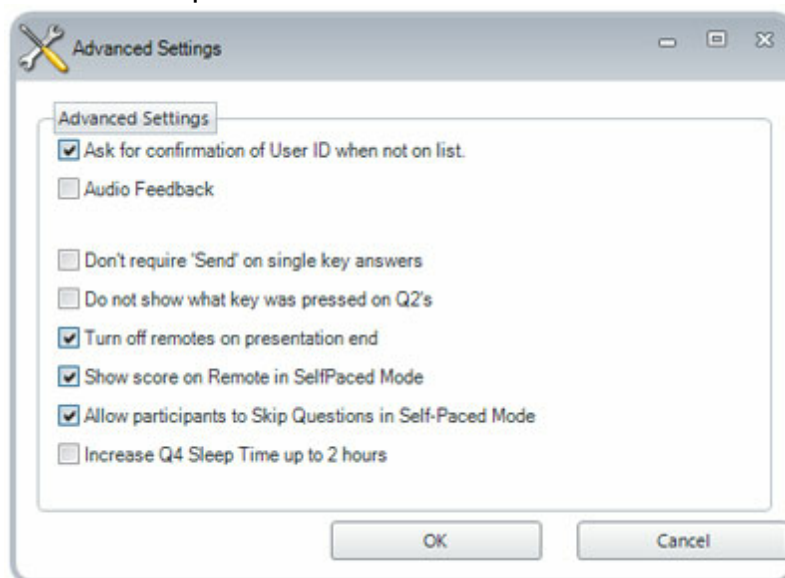 Advanced Settings
Advanced Settings
Ask for confirmation of User ID when not on list.
Audio Feedback
Don't require 'Send' on single key answers
Do not show what key was pressed on Q2's
Turn off remotes on presentation end
Show score on Remote in SelfPaced Mode
Allow participants to Skip Questions in Self-Paced Mode
Increase Q4 Sleep Time up to 2 hours
OK Cancel